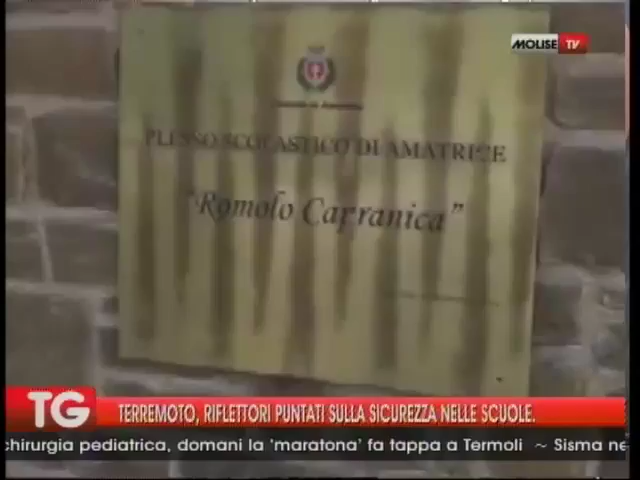 MOLISE TV
PLESSO SCOLASTICO DI AMATRICE
"Romolo Capranica"
TG
TERREMOTO, RIFLETTORI PUNTATI SULLA SICUREZZA NELLE SCUOLE.
chirurgia pediatrica, domani la 'maratona' fa tappa a Termoli ~ Sisma ne